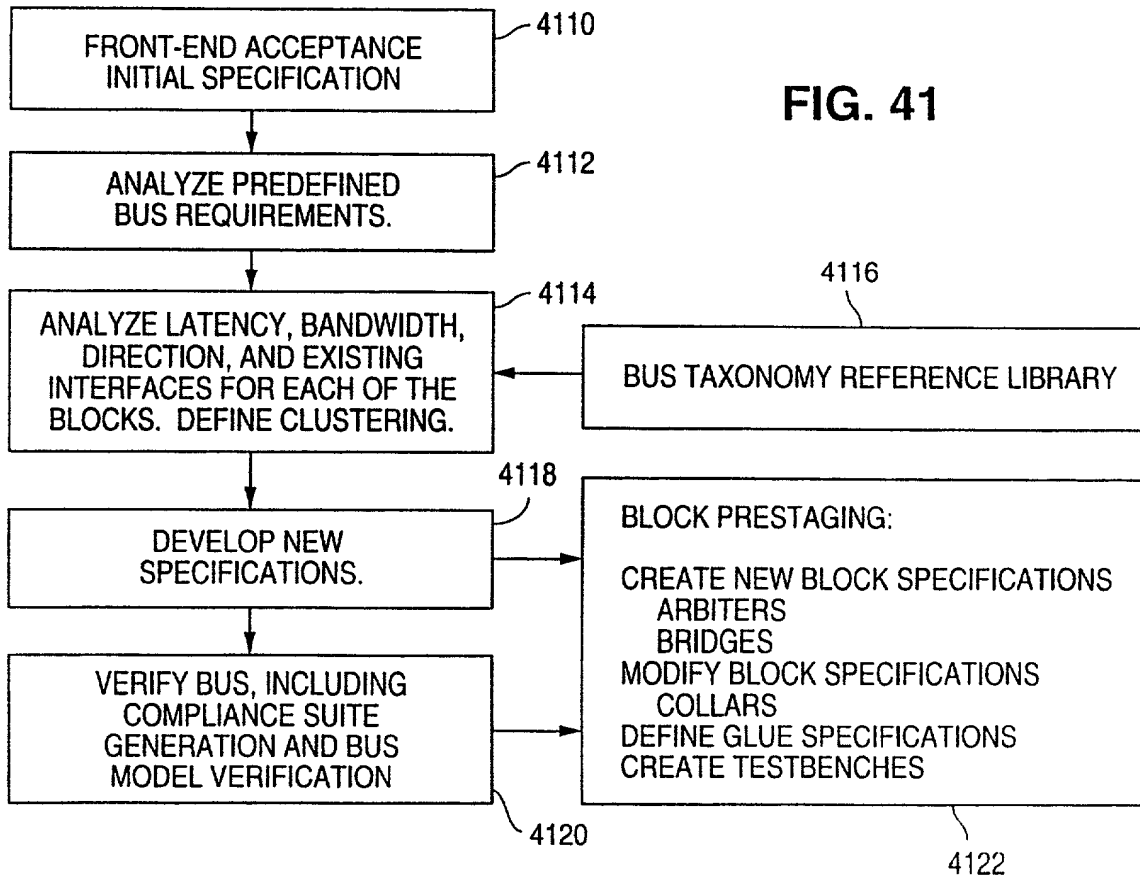 4110
FRONT-END ACCEPTANCE
INITIAL SPECIFICATION
FIG. 41
4112
ANALYZE PREDEFINED
BUS REQUIREMENTS.
4114
ANALYZE LATENCY, BANDWIDTH,
DIRECTION, AND EXISTING
INTERFACES FOR EACH OF THE
BLOCKS. DEFINE CLUSTERING.
4116
BUS TAXONOMY REFERENCE LIBRARY
4118
DEVELOP NEW
SPECIFICATIONS.
VERIFY BUS, INCLUDING
COMPLIANCE SUITE
GENERATION AND BUS
MODEL VERIFICATION
4120
BLOCK PRESTAGING:
CREATE NEW BLOCK SPECIFICATIONS
ARBITERS
BRIDGES
MODIFY BLOCK SPECIFICATIONS
COLLARS
DEFINE GLUE SPECIFICATIONS
CREATE TESTBENCHES
4122